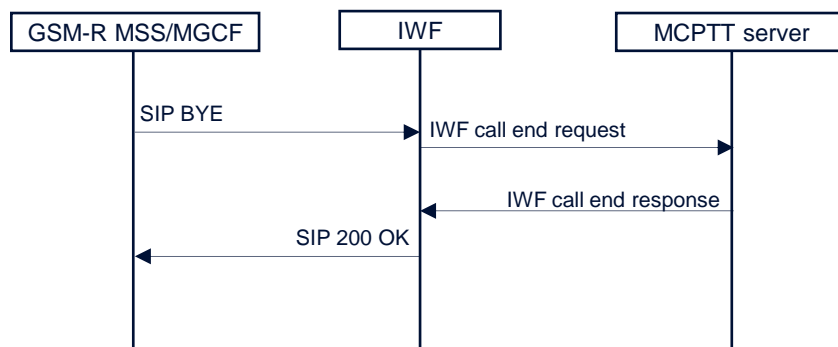 GSM-R MSS/MGCF
IWF
MCPTT server
SIP BYE
IWF call end request
IWF call end response
SIP 200 OK